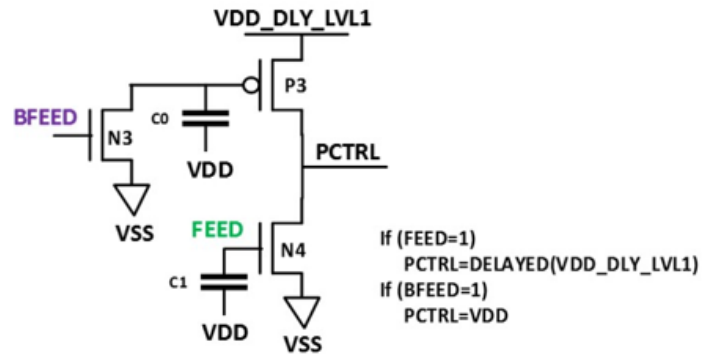 VDD_DLY_LVL1
P3
BFEED
N3
C0
VDD
PCTRL
VSS
FEED
N4
C1
VDD
VSS
If (FEED=1)
PCTRL=DELAYED(VDD_DLY_LVL1)
If (BFEED=1)
PCTRL=VDD